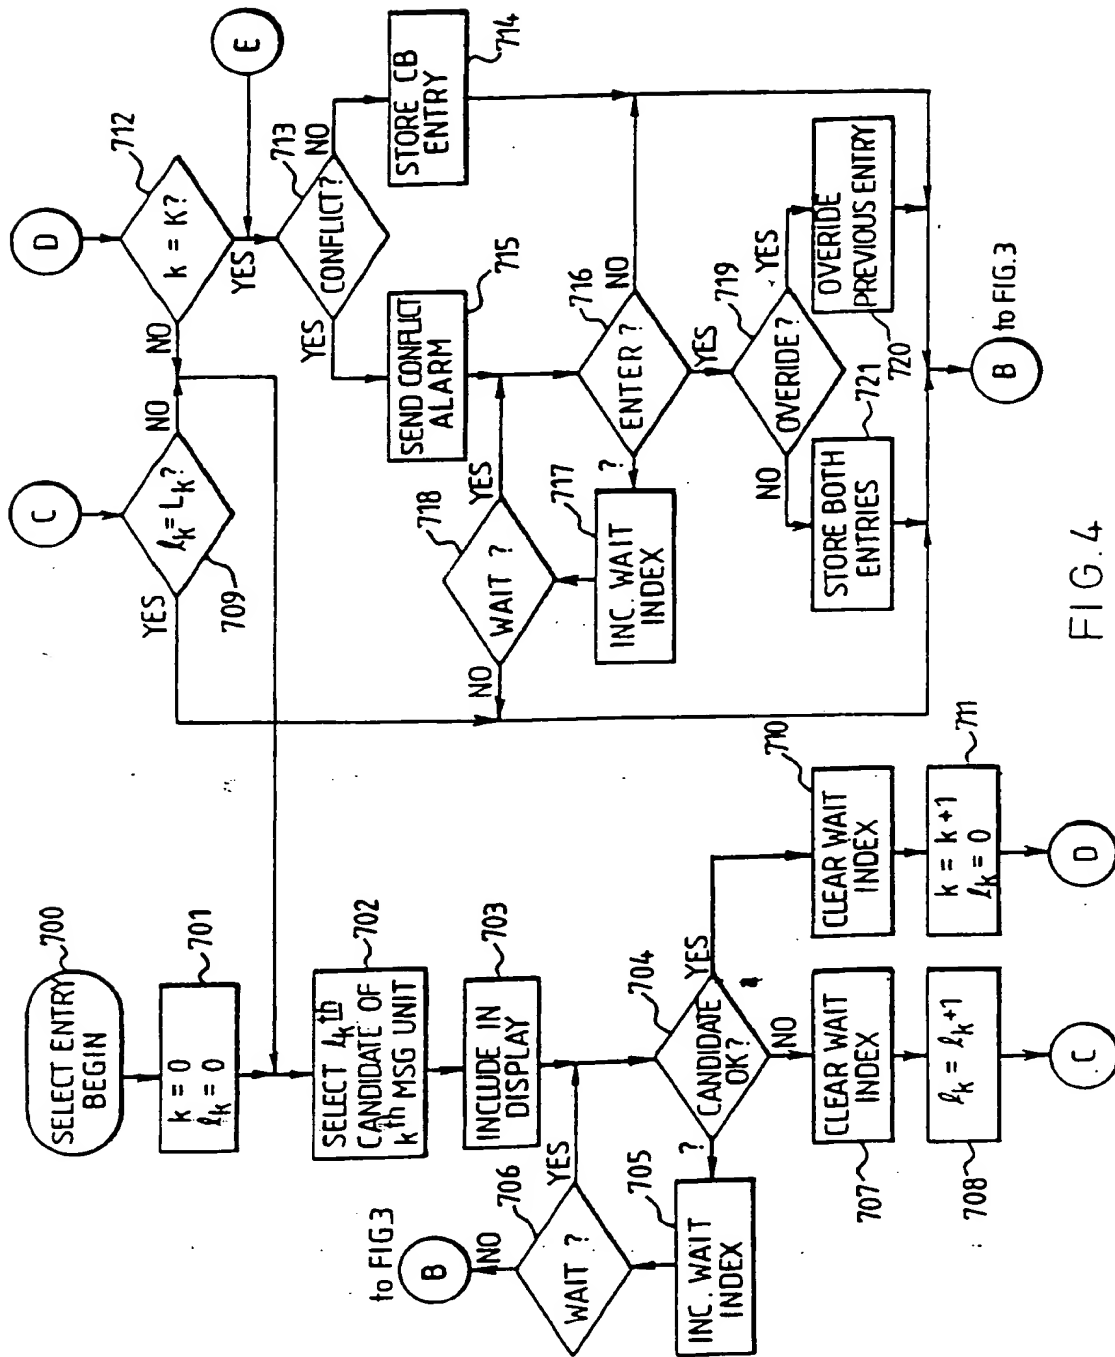 700
SELECT ENTRY
BEGIN
701
k = 0
ℓk = 0
702
SELECT ℓk th
CANDIDATE OF
k th MSG UNIT
703
INCLUDE IN
DISPLAY
704
CANDIDATE
OK?
YES
NO
?
705
INC. WAIT
INDEX
706
WAIT ?
YES
NO
B
to FIG.3
707
CLEAR WAIT
INDEX
708
ℓk = ℓk+1
C
710
CLEAR WAIT
INDEX
711
k = k+1
ℓk = 0
D
C
709
ℓk = Lk?
YES
NO
D
712
k = K?
NO
YES
E
713
CONFLICT?
YES
NO
714
STORE CB
ENTRY
715
SEND CONFLICT
ALARM
716
ENTER ?
NO
YES
?
717
INC. WAIT
INDEX
718
WAIT ?
YES
NO
719
OVERRIDE?
YES
NO
720
OVERRIDE
PREVIOUS ENTRY
721
STORE BOTH
ENTRIES
B
to FIG.3
FIG.4